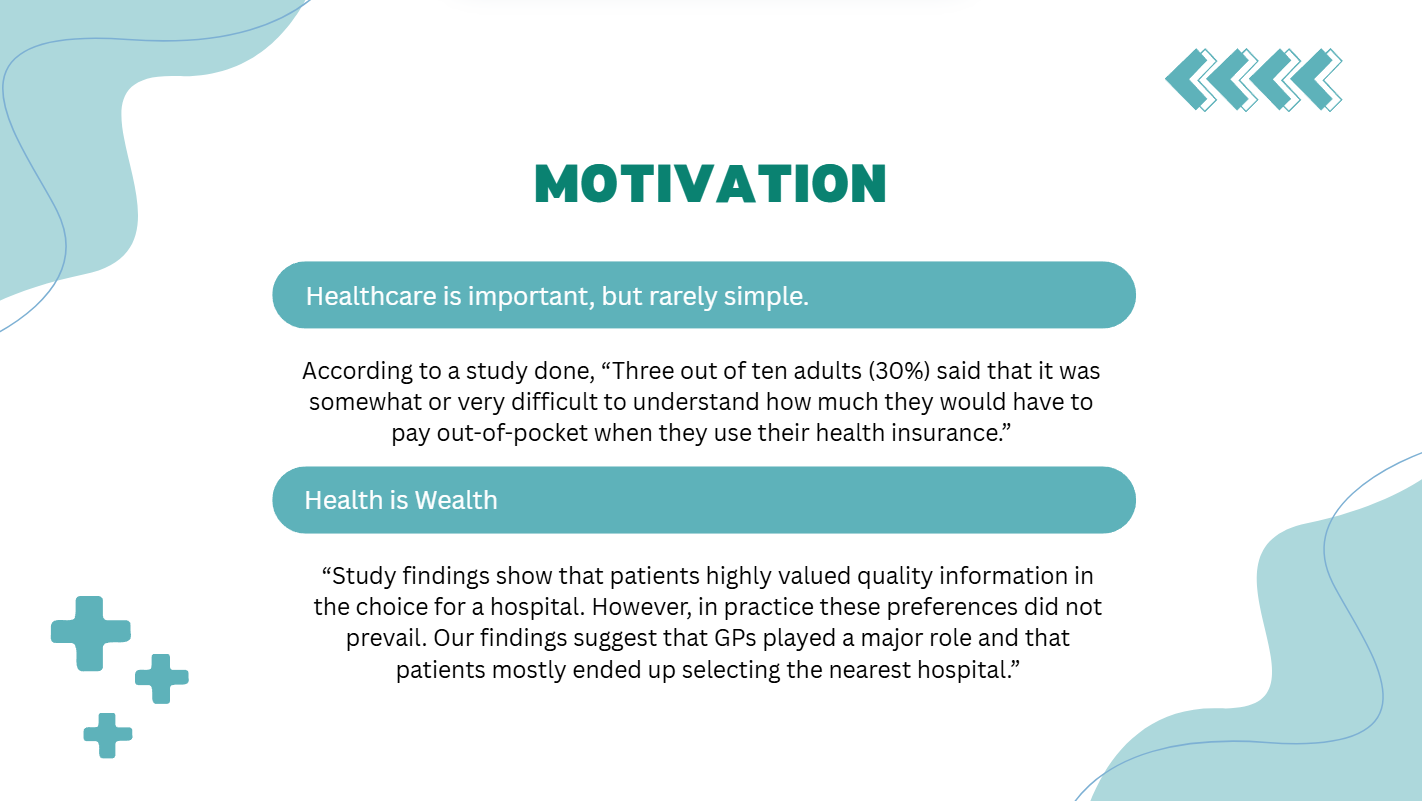 MOTIVATION
Healthcare is important, but rarely simple.
According to a study done, “Three out of ten adults (30%) said that it was
somewhat or very difficult to understand how much they would have to
pay out-of-pocket when they use their health insurance.”
Health is Wealth
“Study findings show that patients highly valued quality information in
the choice for a hospital. However, in practice these preferences did not
prevail. Our findings suggest that GPs played a major role and that
patients mostly ended up selecting the nearest hospital.”